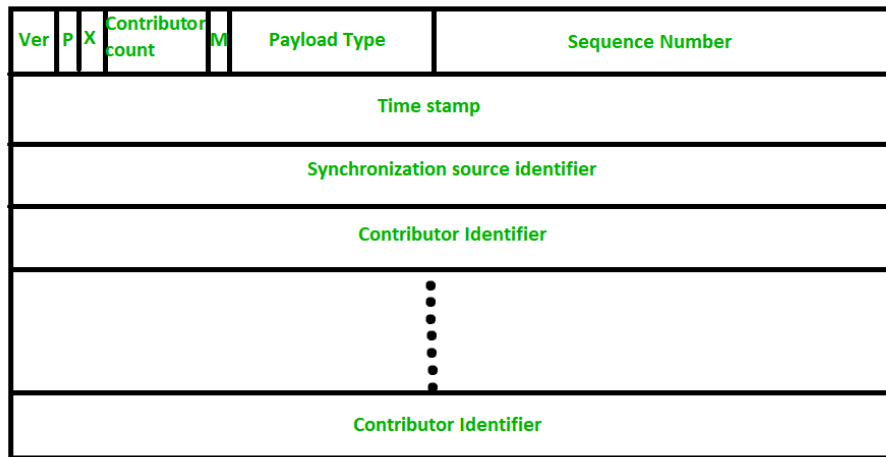 Ver P X Contributor count M Payload Type Sequence Number
Time stamp
Synchronization source identifier
Contributor Identifier
Contributor Identifier